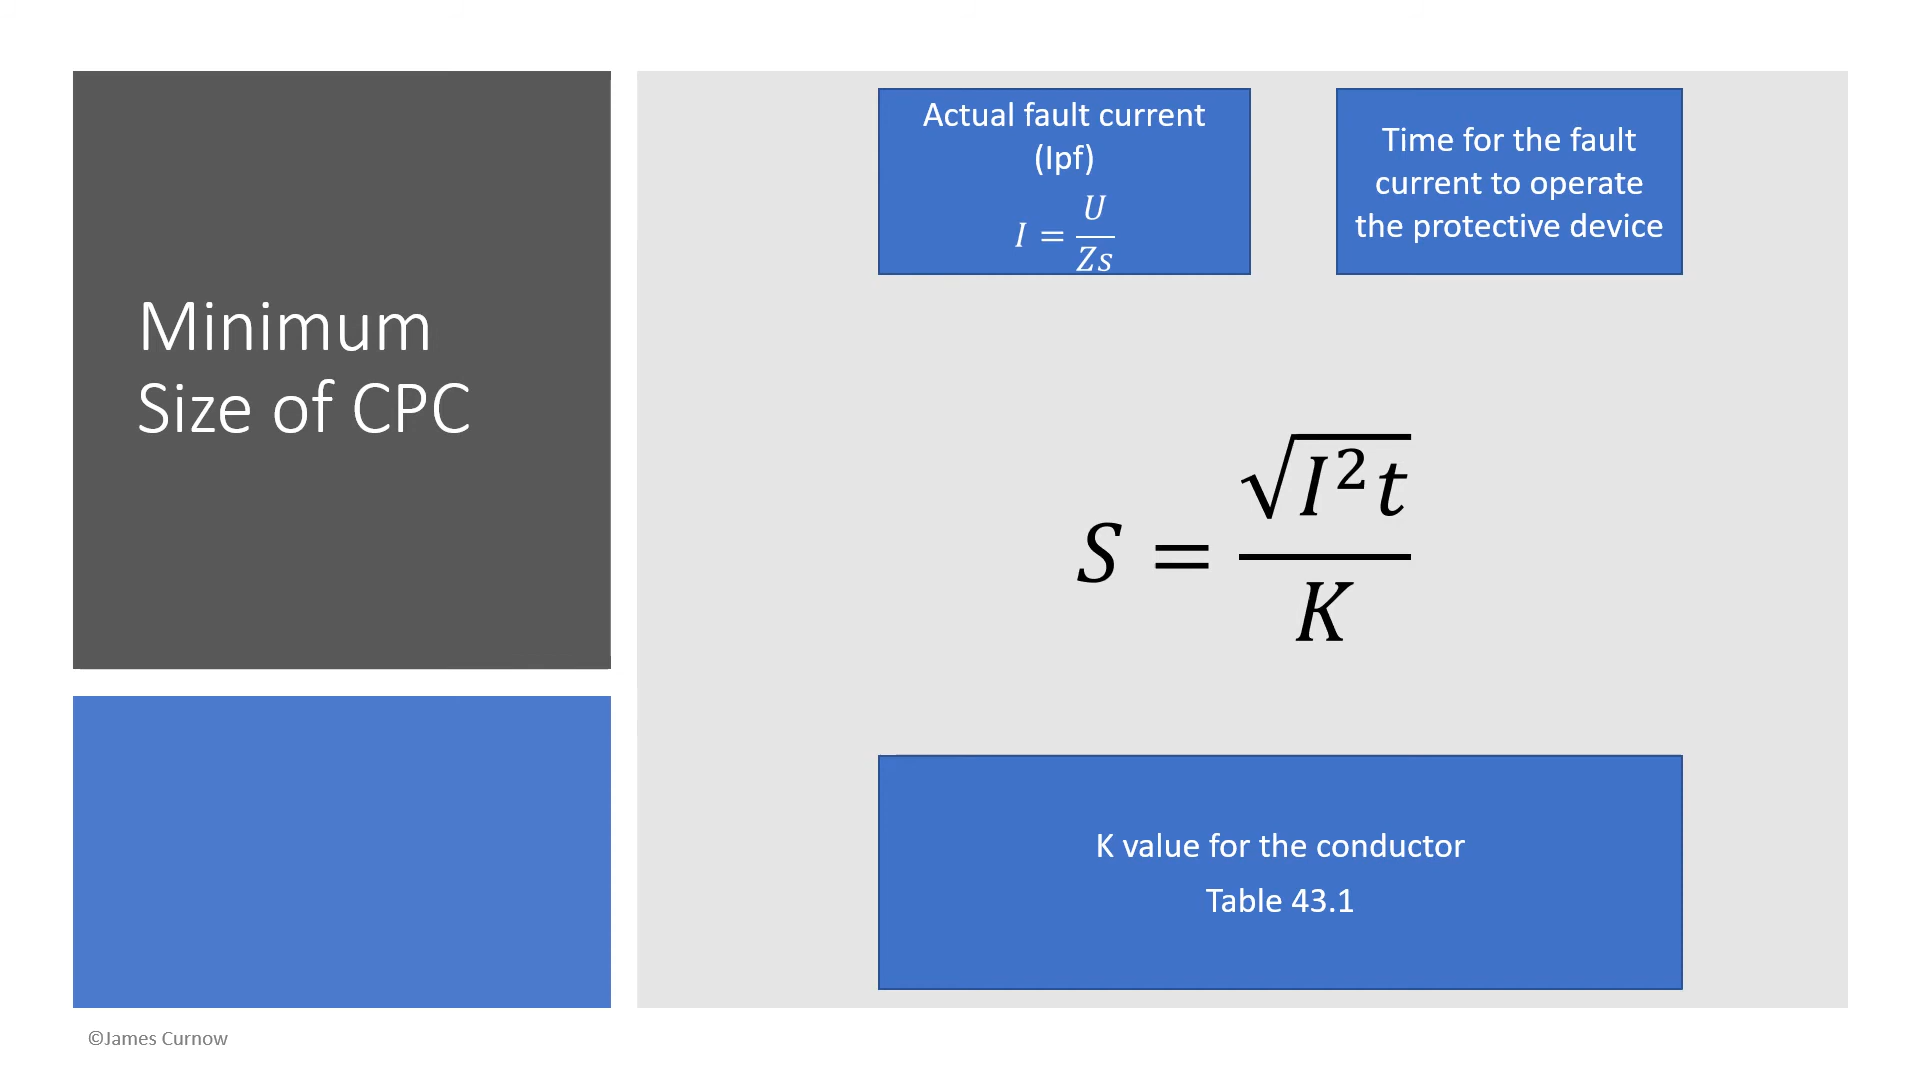 Minimum
Size of CPC
Actual fault current
(Ipf)
I = U/Zs
Time for the fault
current to operate
the protective device
S = √(I²t)/K
K value for the conductor
Table 43.1
©James Curnow